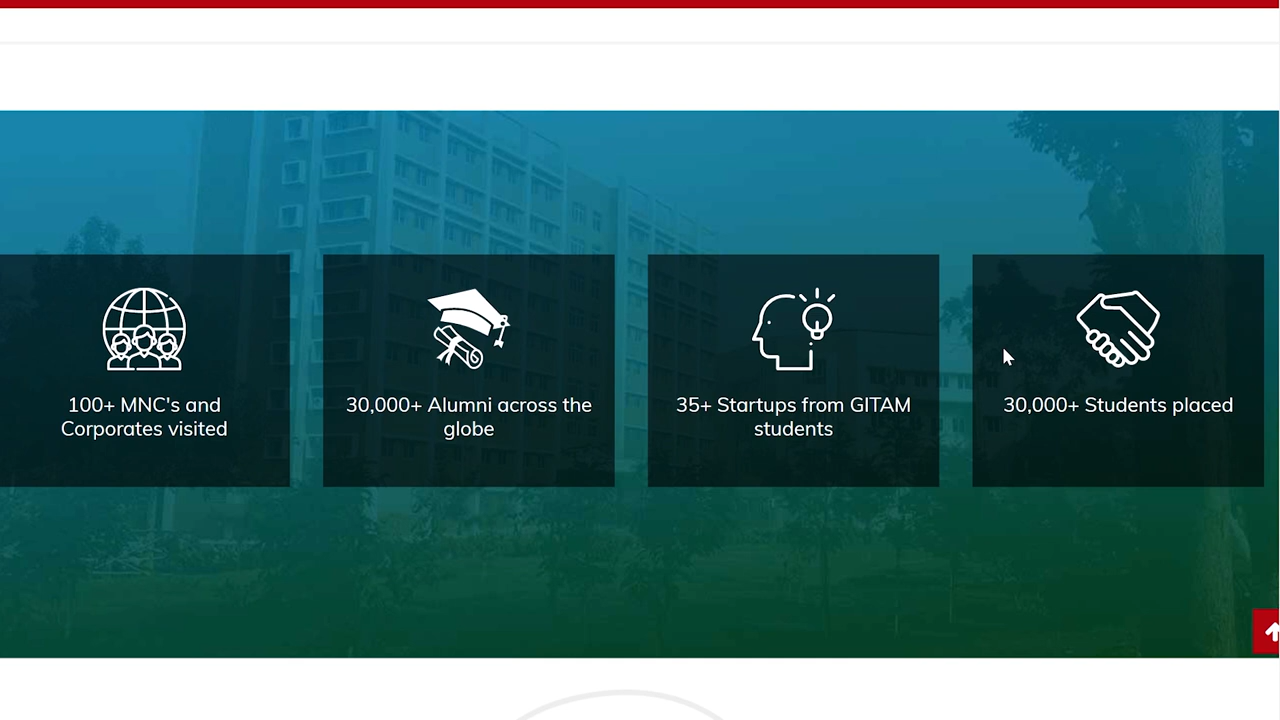 100+ MNC's and
Corporates visited
30,000+ Alumni across the
globe
35+ Startups from GITAM
students
30,000+ Students placed